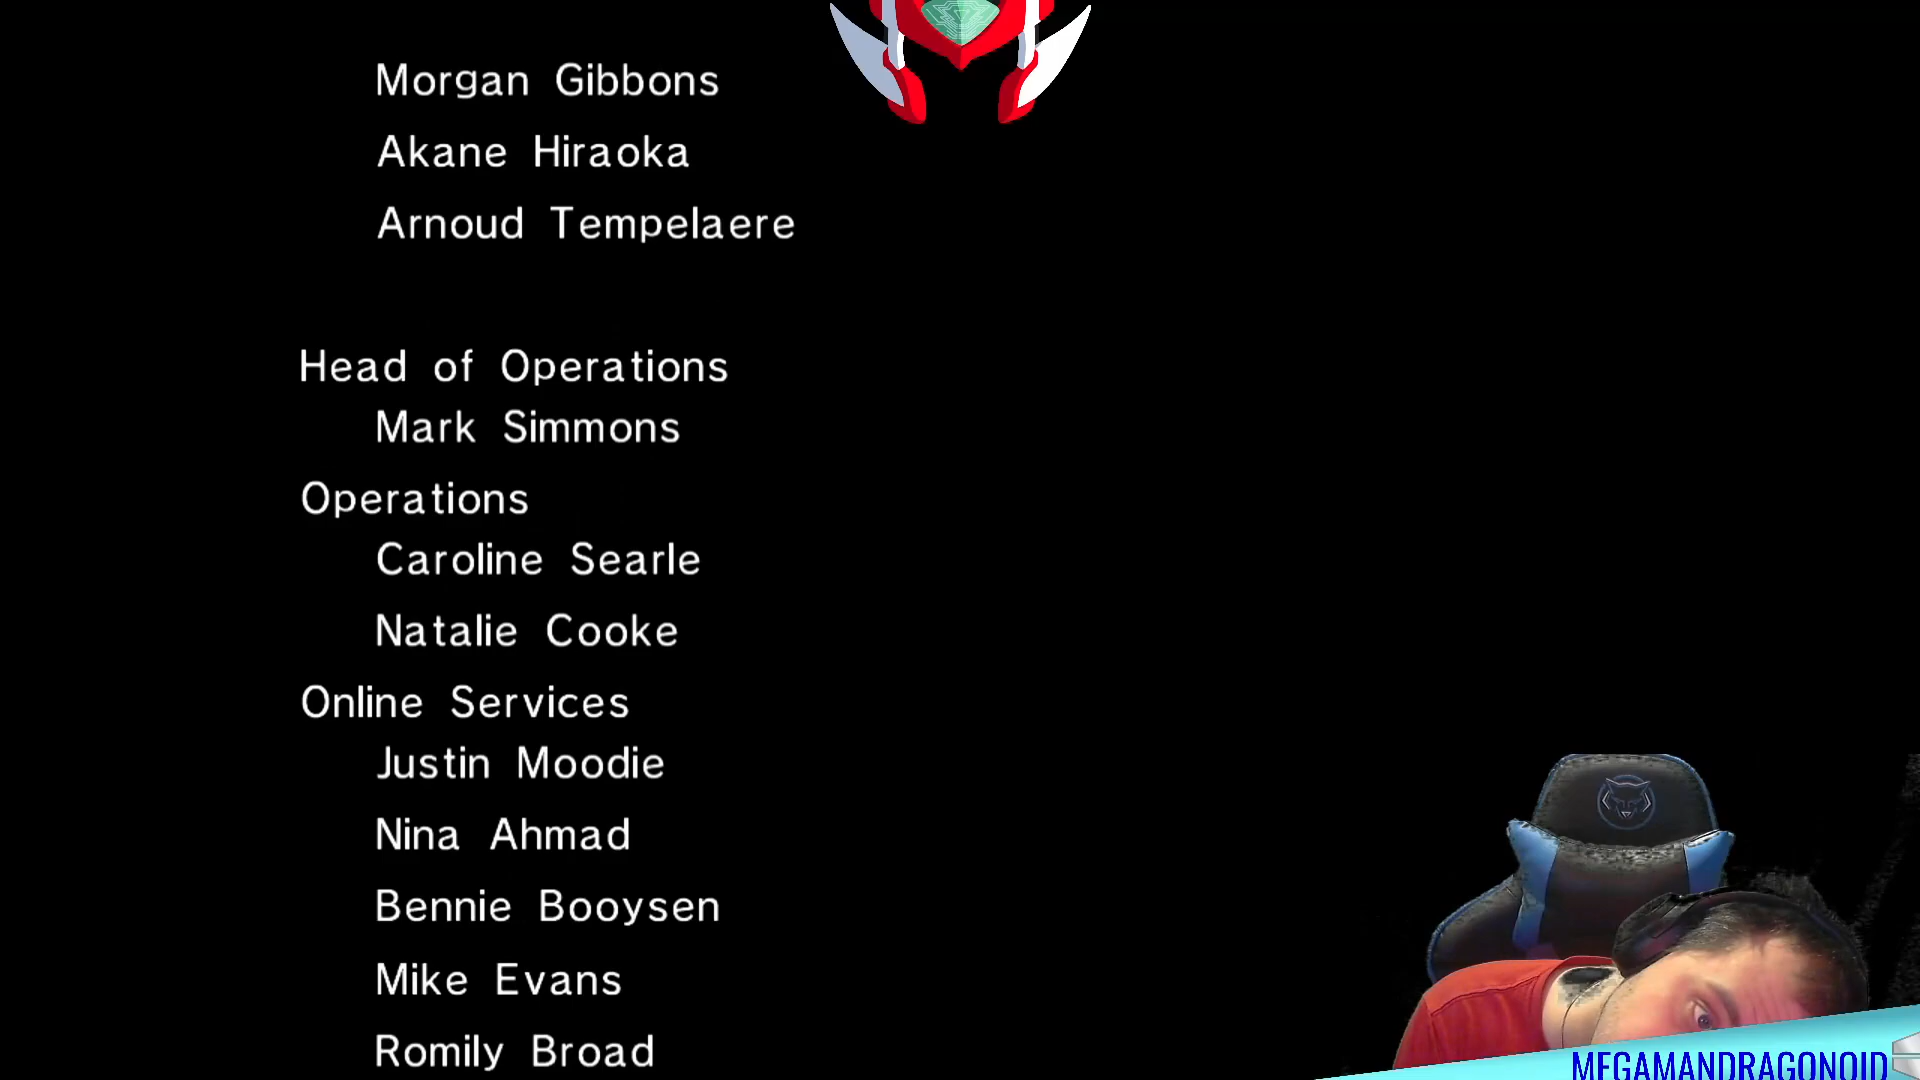 Morgan Gibbons
Akane Hiraoka
Arnoud Tempelaere
Head of Operations
Mark Simmons
Operations
Caroline Searle
Natalie Cooke
Online Services
Justin Moodie
Nina Ahmad
Bennie Booysen
Mike Evans
Romily Broad
MEGAMANDRAGONOID